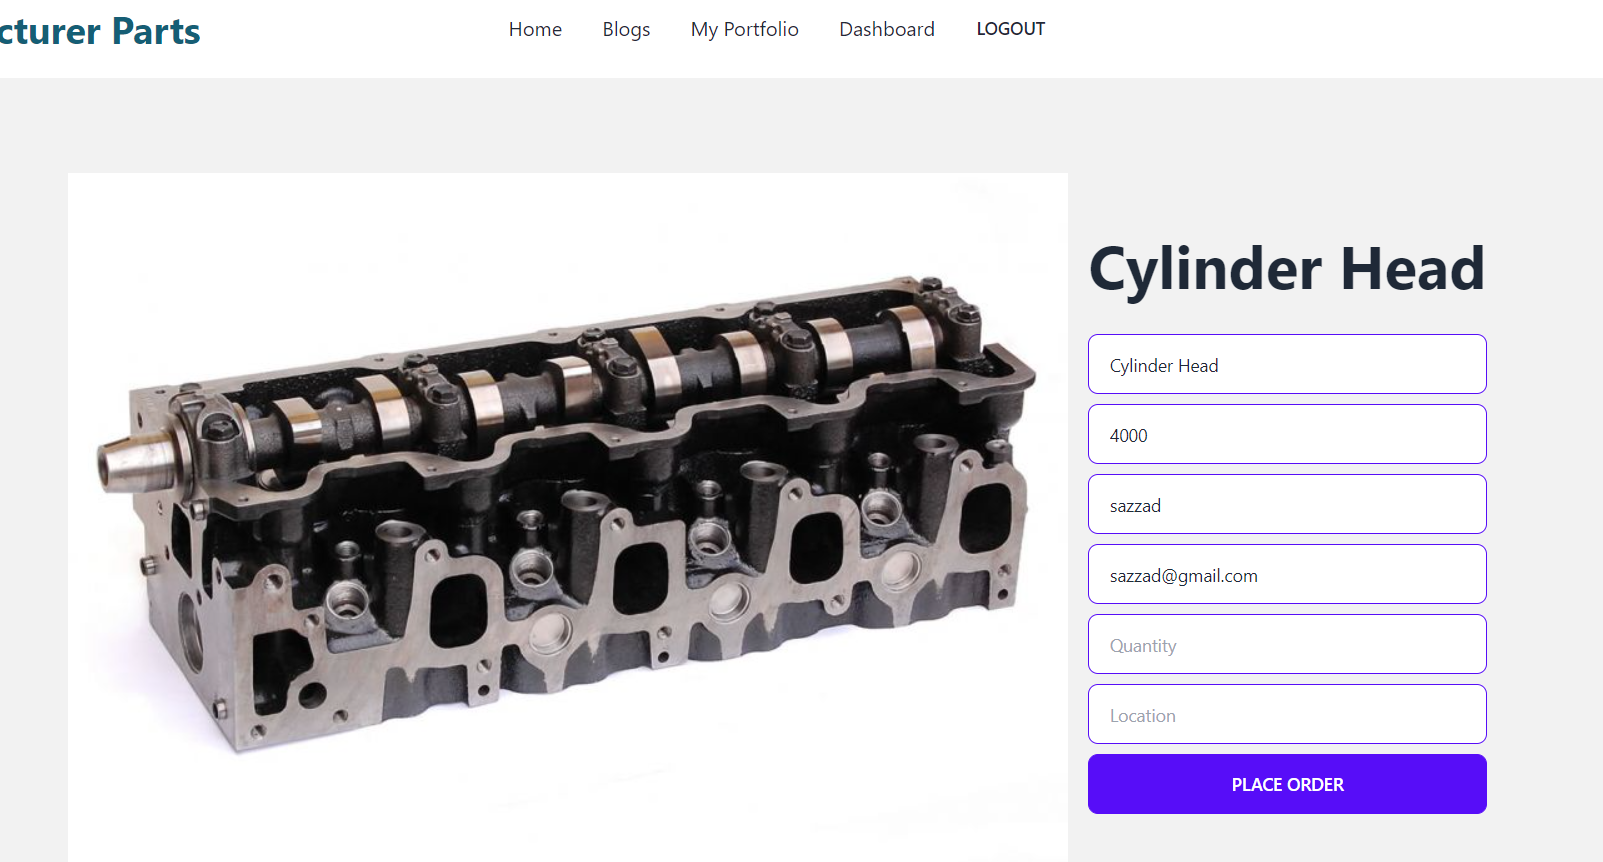 cturer Parts
Home
Blogs
My Portfolio
Dashboard
LOGOUT
Cylinder Head
Cylinder Head
4000
sazzad
sazzad@gmail.com
Quantity
Location
PLACE ORDER